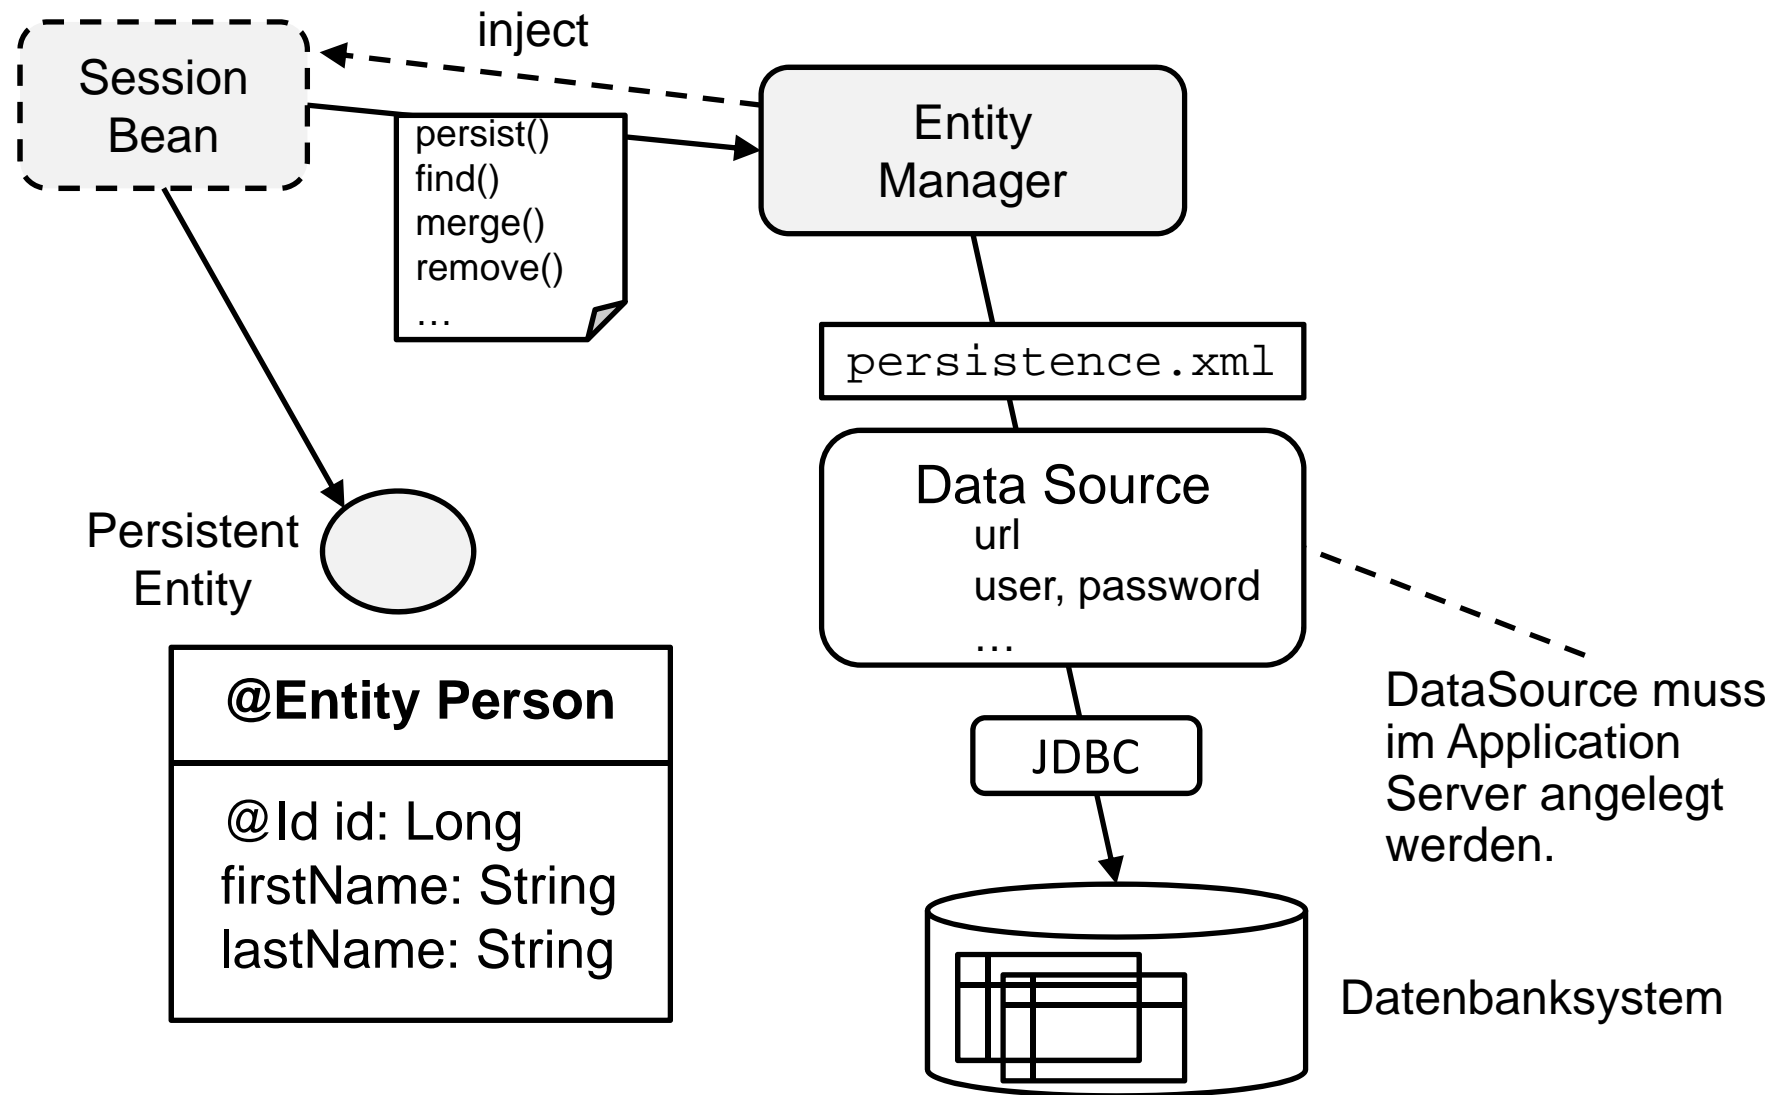 inject
Session
Bean
persist()
find()
merge()
remove()
…
Entity
Manager
persistence.xml
Data Source
url
user, password
…
Persistent
Entity
@Entity Person
@Id id: Long
firstName: String
lastName: String
DataSource muss
im Application
Server angelegt
werden.
JDBC
Datenbanksystem